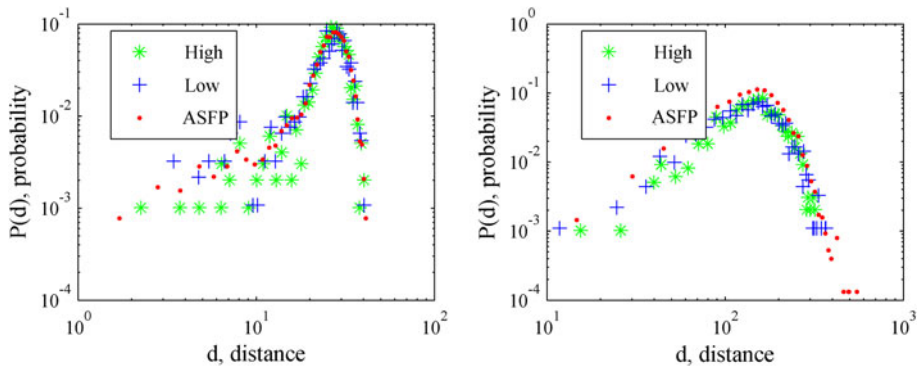 10^-1
10^-2
10^-3
10^-4
10^0
10^1
10^2
P(d), probability
d, distance
High
Low
ASFP
10^0
10^-1
10^-2
10^-3
10^-4
10^1
10^2
10^3
P(d), probability
d, distance
High
Low
ASFP